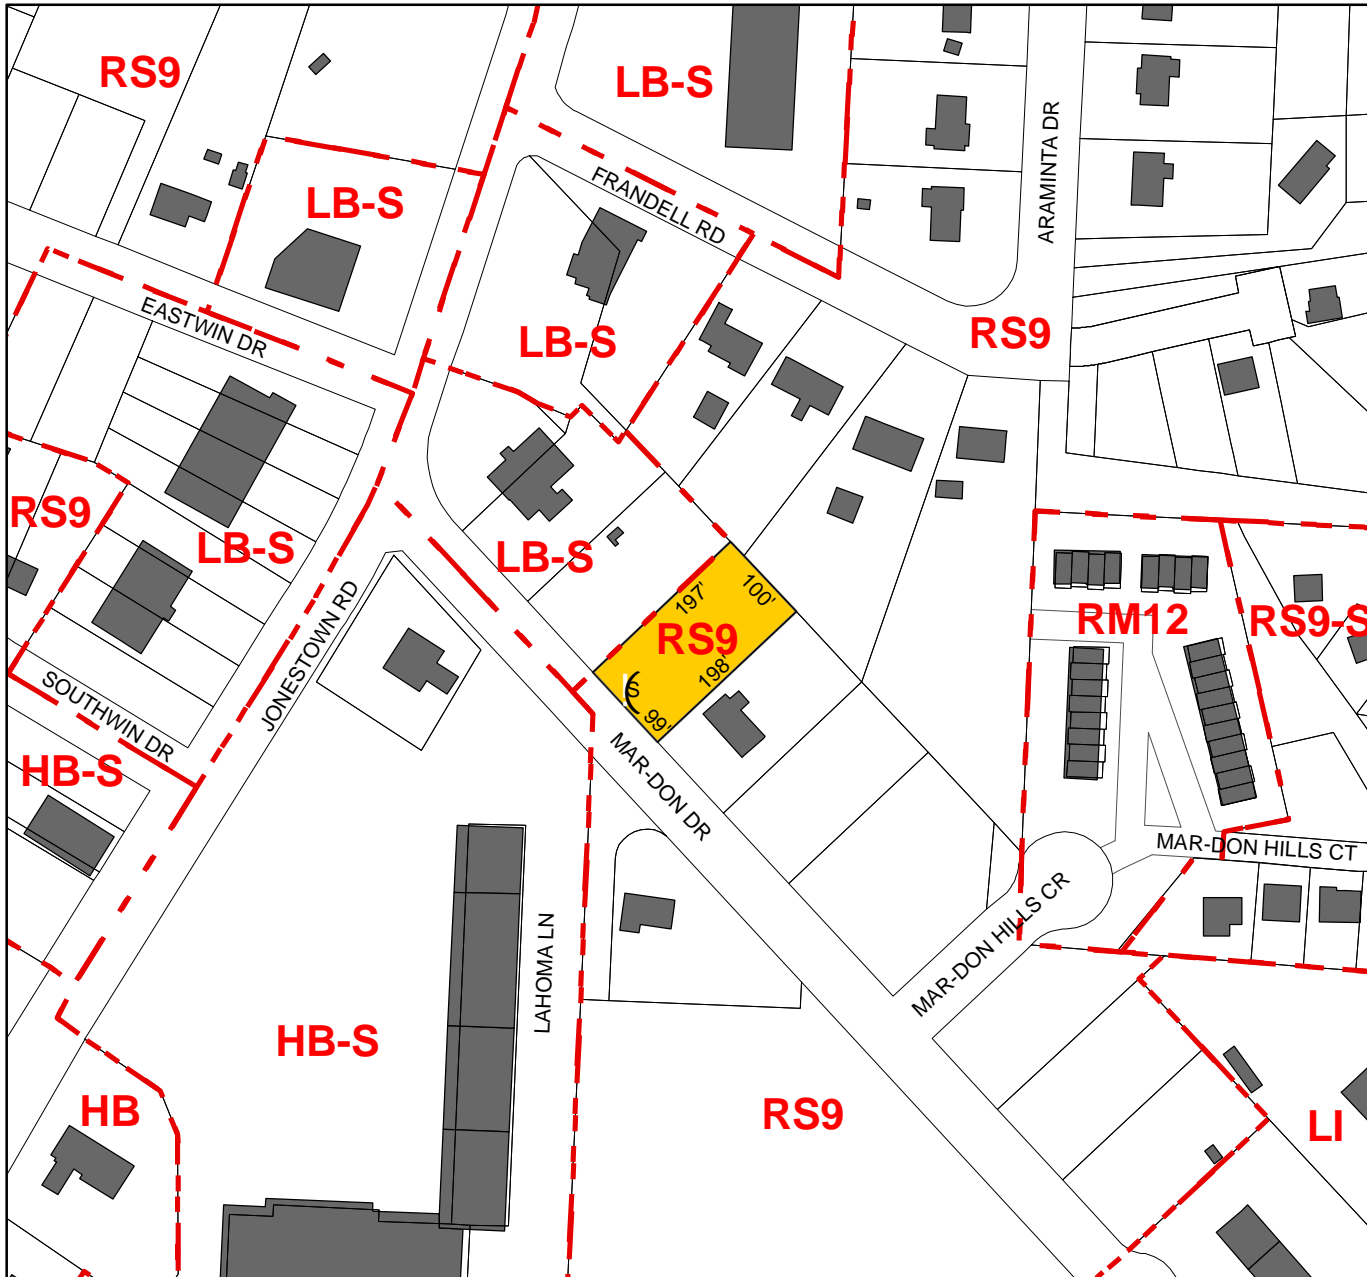 RS9
LB-S
ARAMINTA DR
LB-S
FRANDELL RD
EASTWIN DR
LB-S
RS9
RS9
LB-S
LB-S
197'
100'
RS9
198'
S
99'
RM12
RS9-S
JONESTOWN RD
SOUTHWIN DR
HB-S
MAR-DON DR
MAR-DON HILLS CT
MAR-DON HILLS CR
LAHOMA LN
HB-S
HB
RS9
LI